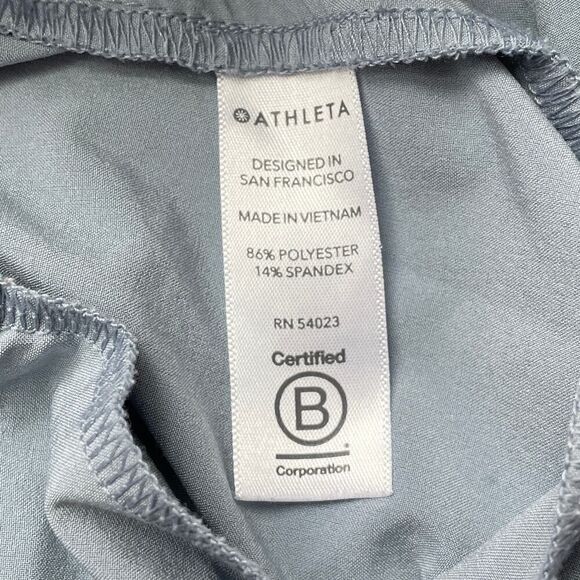 ATHLETA
DESIGNED IN
SAN FRANCISCO
MADE IN VIETNAM
86% POLYESTER
14% SPANDEX
RN 54023
Certified
B
Corporation